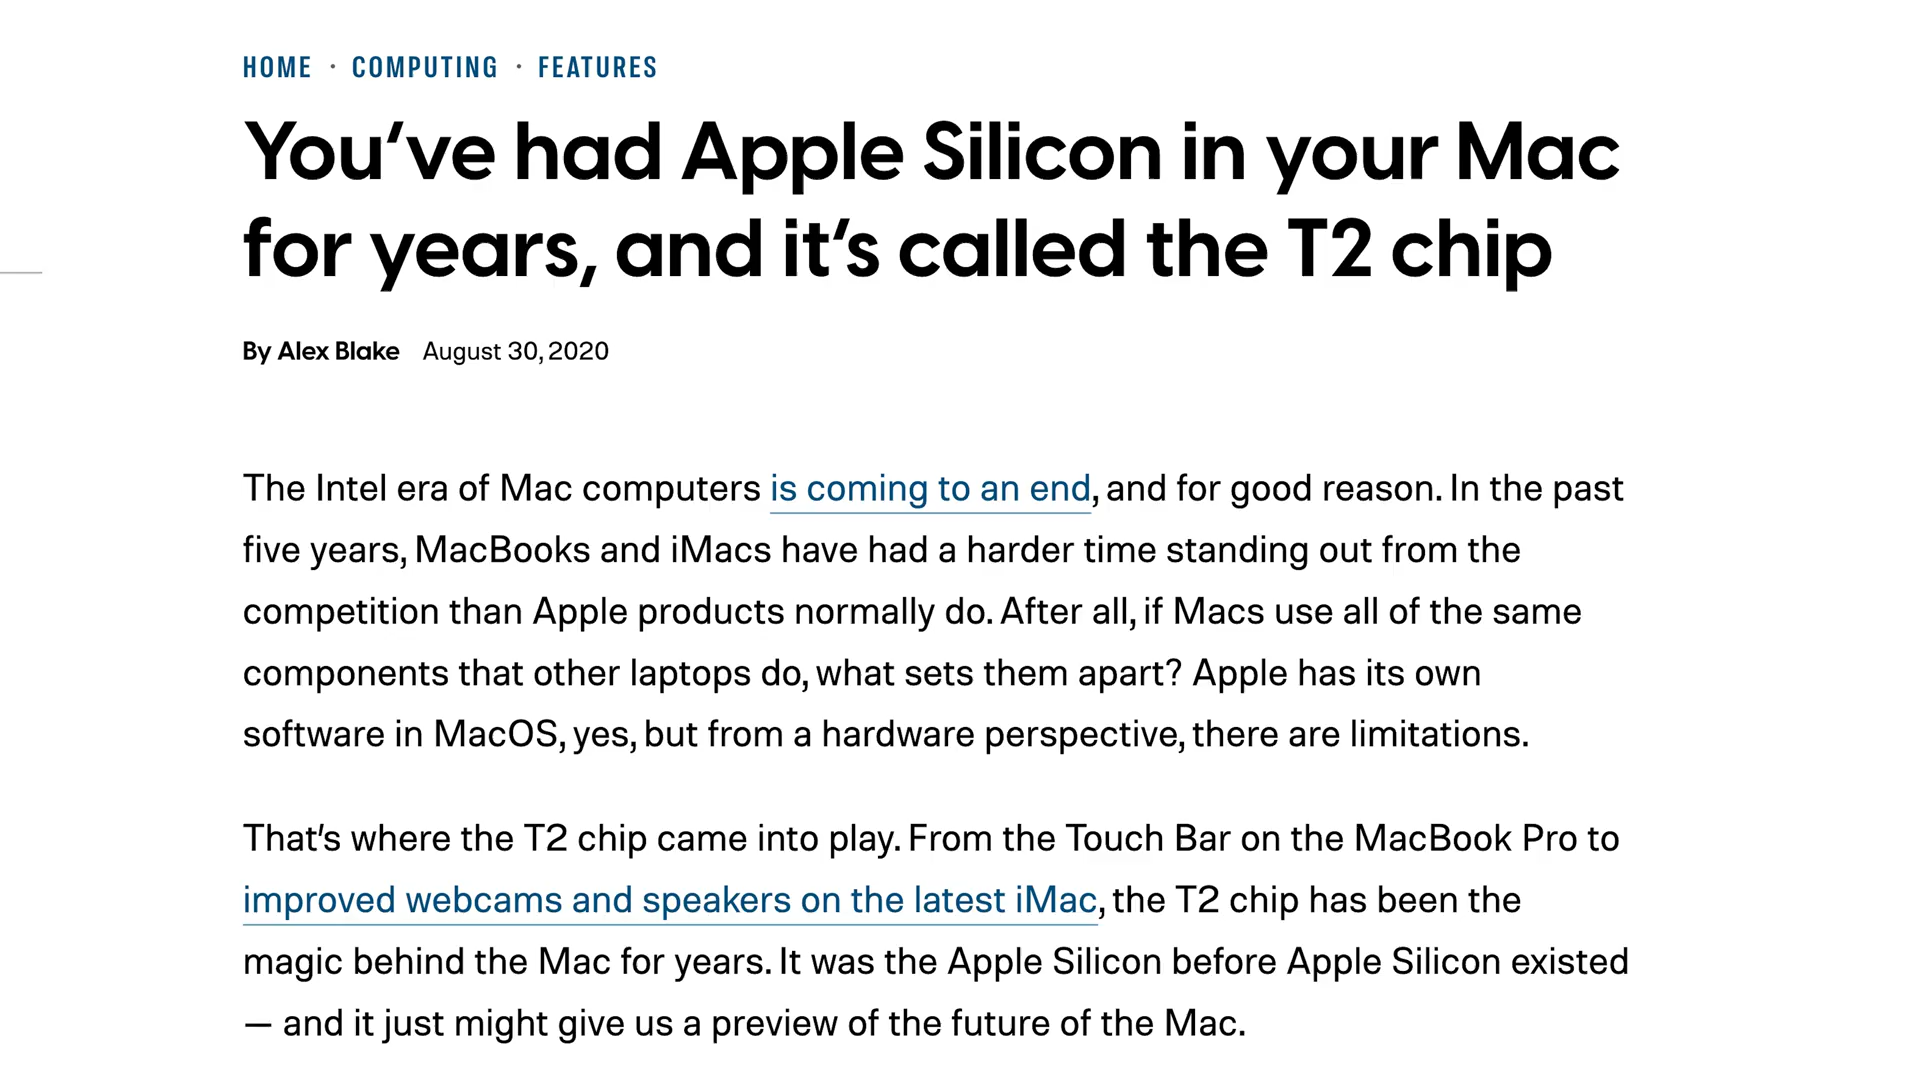 HOME · COMPUTING · FEATURES
You’ve had Apple Silicon in your Mac
for years, and it’s called the T2 chip
By Alex Blake August 30, 2020
The Intel era of Mac computers is coming to an end, and for good reason. In the past
five years, MacBooks and iMacs have had a harder time standing out from the
competition than Apple products normally do. After all, if Macs use all of the same
components that other laptops do, what sets them apart? Apple has its own
software in MacOS, yes, but from a hardware perspective, there are limitations.
That’s where the T2 chip came into play. From the Touch Bar on the MacBook Pro to
improved webcams and speakers on the latest iMac, the T2 chip has been the
magic behind the Mac for years. It was the Apple Silicon before Apple Silicon existed
— and it just might give us a preview of the future of the Mac.